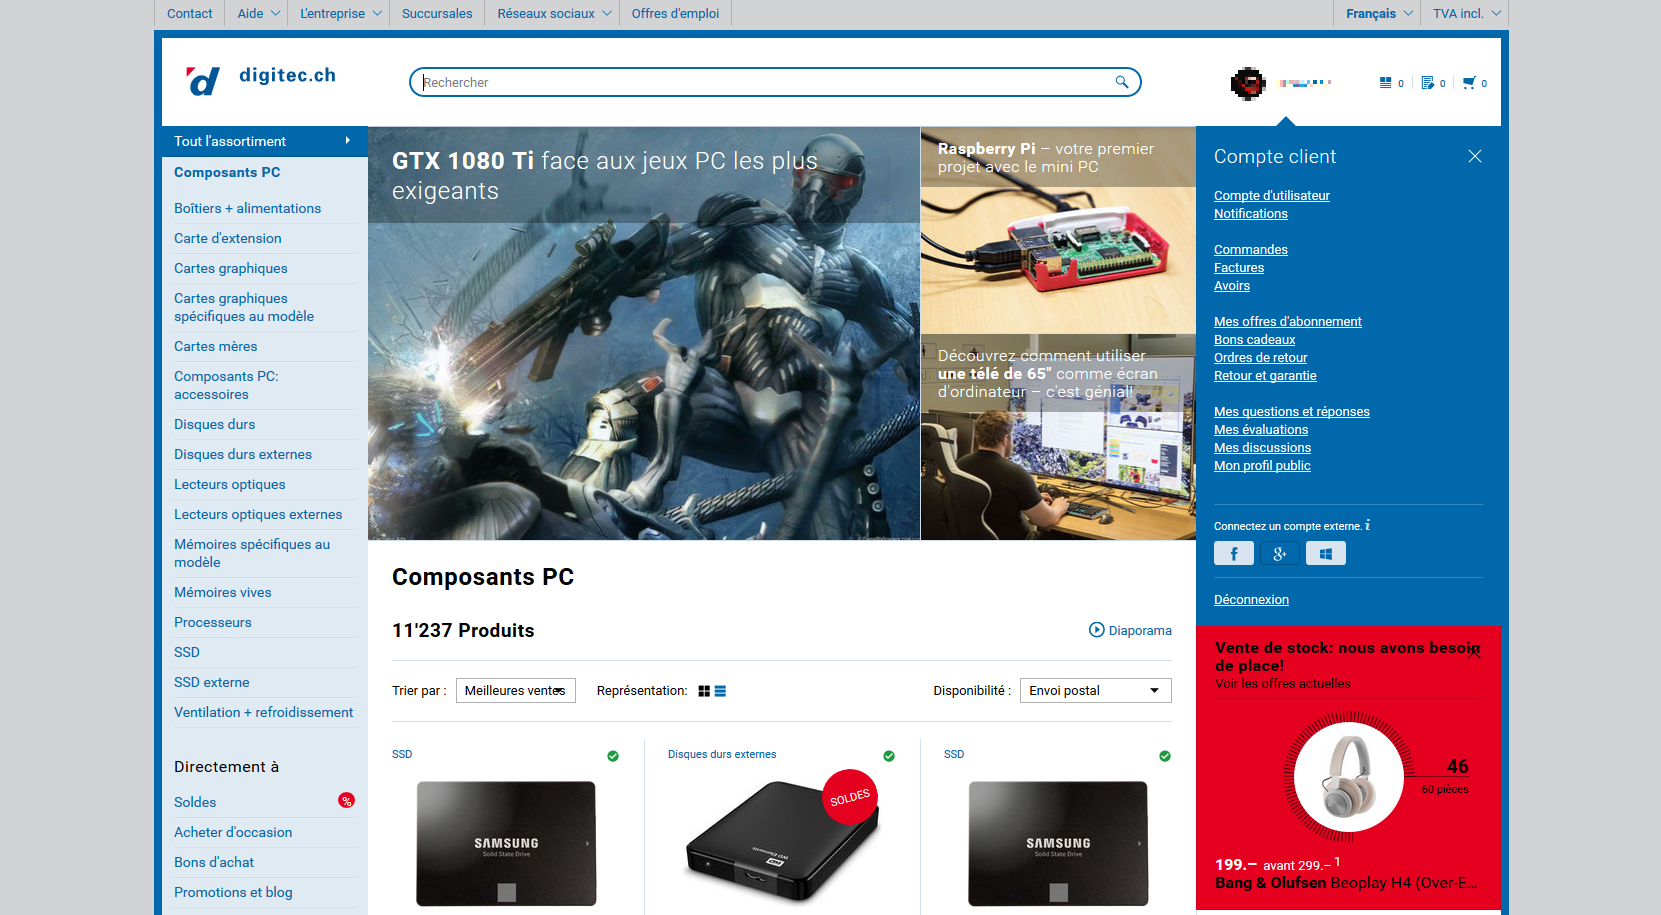 Contact
Aide
L'entreprise
Succursales
Réseaux sociaux
Offres d'emploi
Français
TVA incl.
digitec.ch
Rechercher
0
0
0
Tout l'assortiment
Composants PC
Boîtiers + alimentations
Carte d'extension
Cartes graphiques
Cartes graphiques
spécifiques au modèle
Cartes mères
Composants PC:
accessoires
Disques durs
Disques durs externes
Lecteurs optiques
Lecteurs optiques externes
Mémoires spécifiques au
modèle
Mémoires vives
Processeurs
SSD
SSD externe
Ventilation + refroidissement
Directement à
Soldes
%
Acheter d'occasion
Bons d'achat
Promotions et blog
GTX 1080 Ti face aux jeux PC les plus
exigeants
Raspberry Pi – votre premier
projet avec le mini PC
Découvrez comment utiliser
une télé de 65" comme écran
d'ordinateur – c'est génial!
Composants PC
11'237 Produits
Diaporama
Trier par :
Meilleures ventes
Représentation:
Disponibilité :
Envoi postal
SSD
SAMSUNG
Solid State Drive
Disques durs externes
SOLDES
WD Elements
WD
SSD
SAMSUNG
Solid State Drive
Compte client
Compte d'utilisateur
Notifications
Commandes
Factures
Avoirs
Mes offres d'abonnement
Bons cadeaux
Ordres de retour
Retour et garantie
Mes questions et réponses
Mes évaluations
Mes discussions
Mon profil public
Connectez un compte externe. i
f
g+
Déconnexion
Vente de stock: nous avons besoin
de place!
Voir les offres actuelles
46
60 pièces
199.– avant 299.– 1
Bang & Olufsen Beoplay H4 (Over-E...